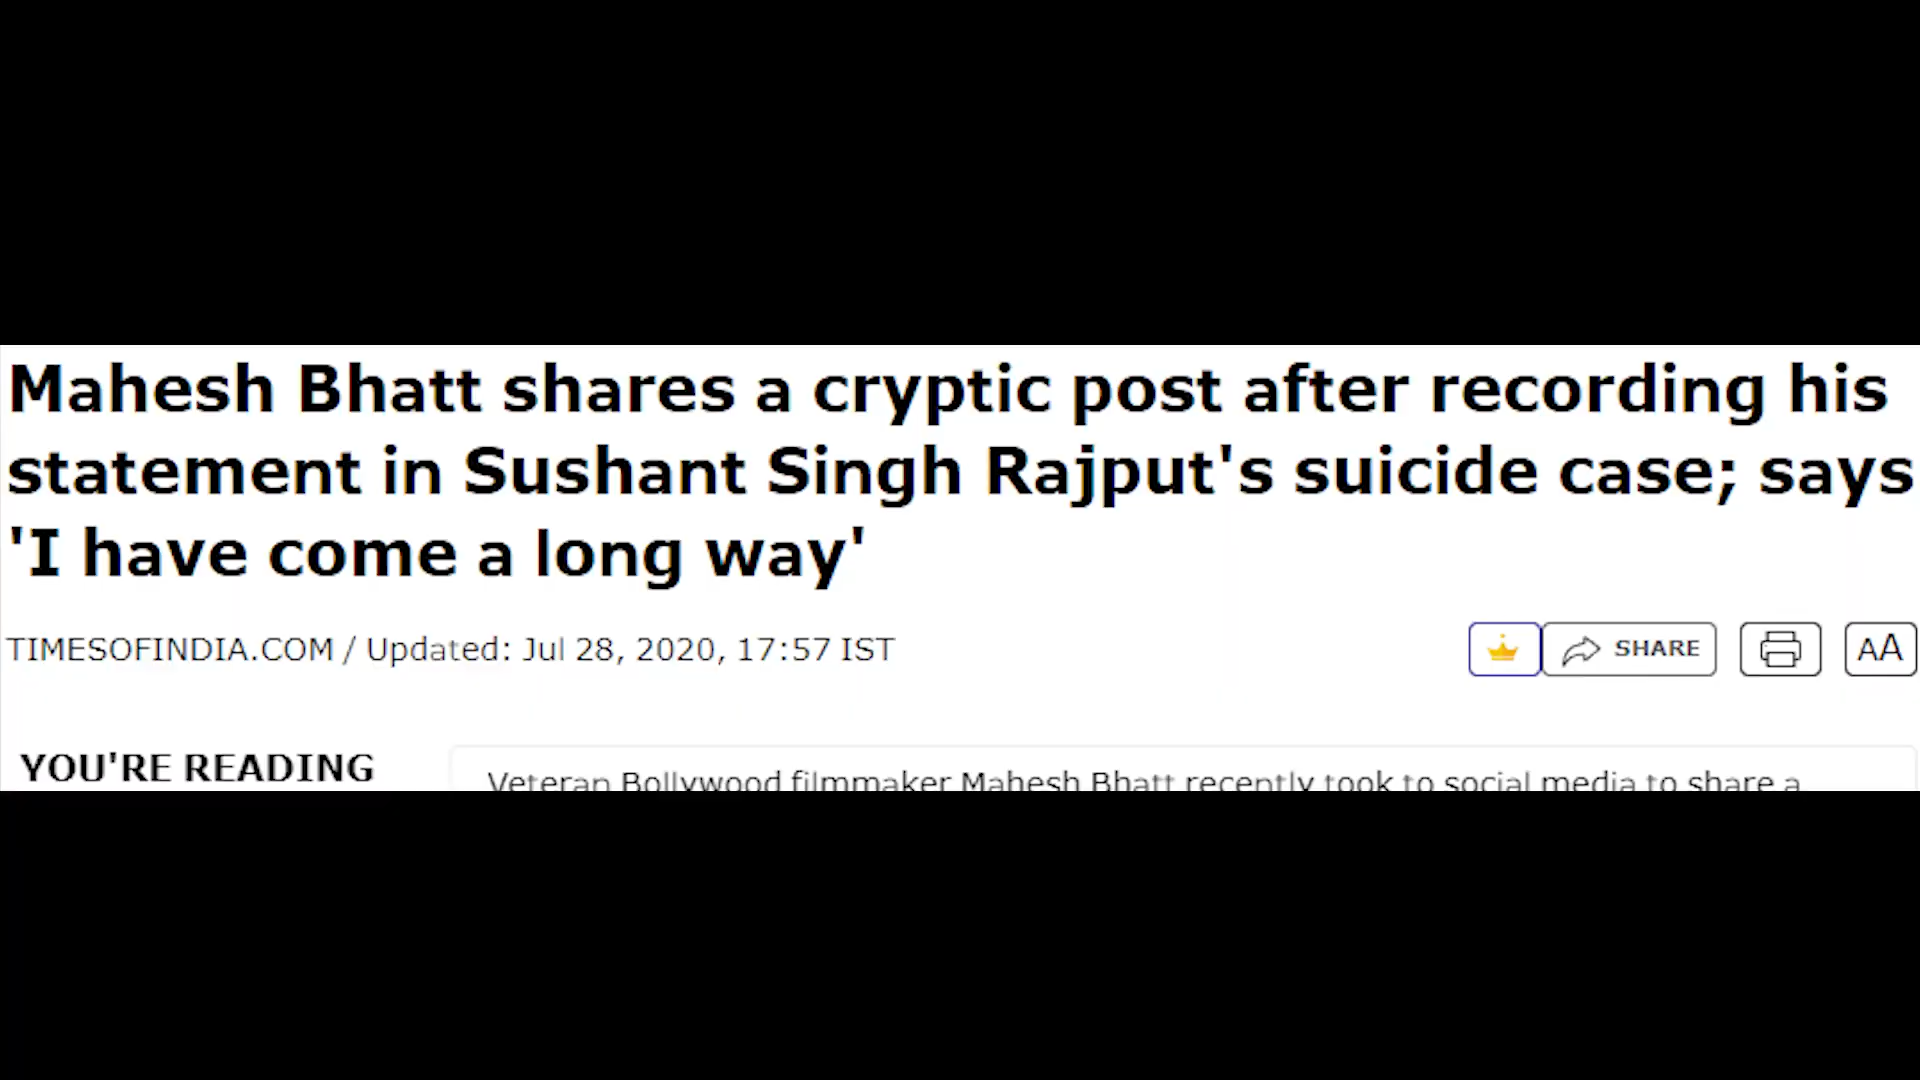 Mahesh Bhatt shares a cryptic post after recording his
statement in Sushant Singh Rajput's suicide case; says
'I have come a long way'
TIMESOFINDIA.COM / Updated: Jul 28, 2020, 17:57 IST
SHARE
AA
YOU'RE READING
Veteran Bollywood filmmaker Mahesh Bhatt recently took to social media to share a